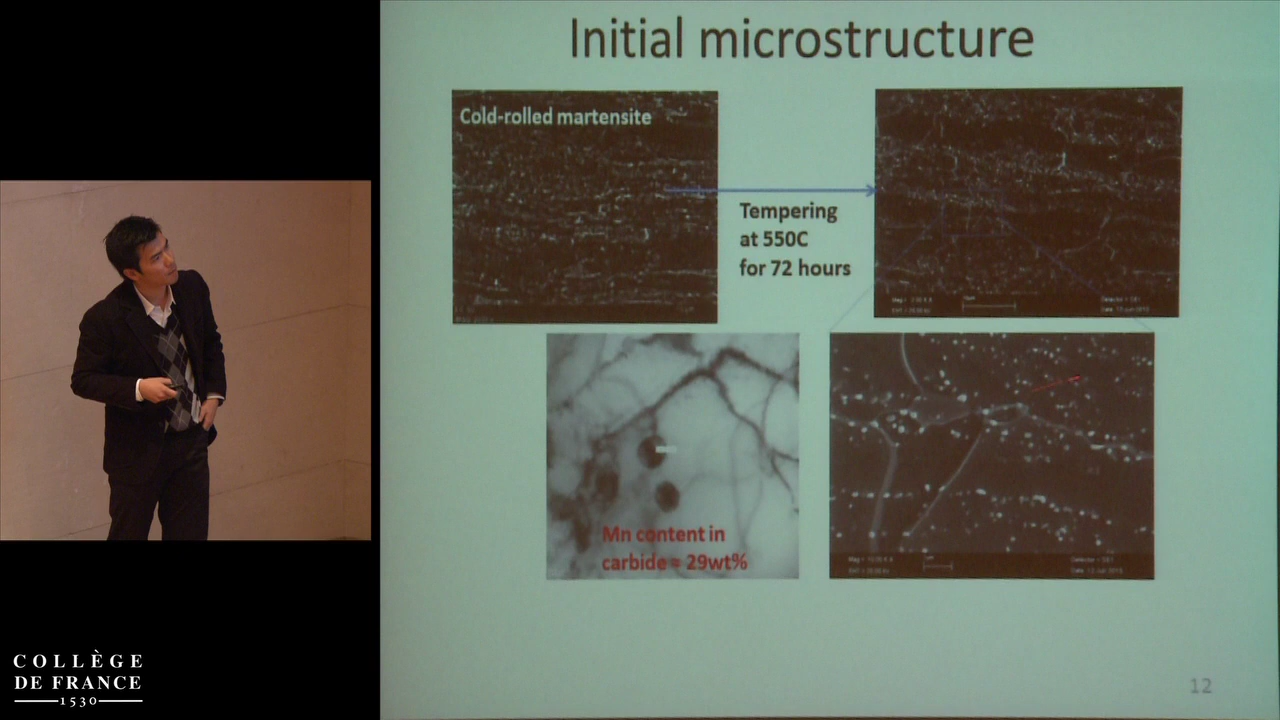 Initial microstructure
Cold-rolled martensite
Tempering
at 550C
for 72 hours
Mn content in
carbide = 29wt%
12
COLLÈGE
DE FRANCE
1530